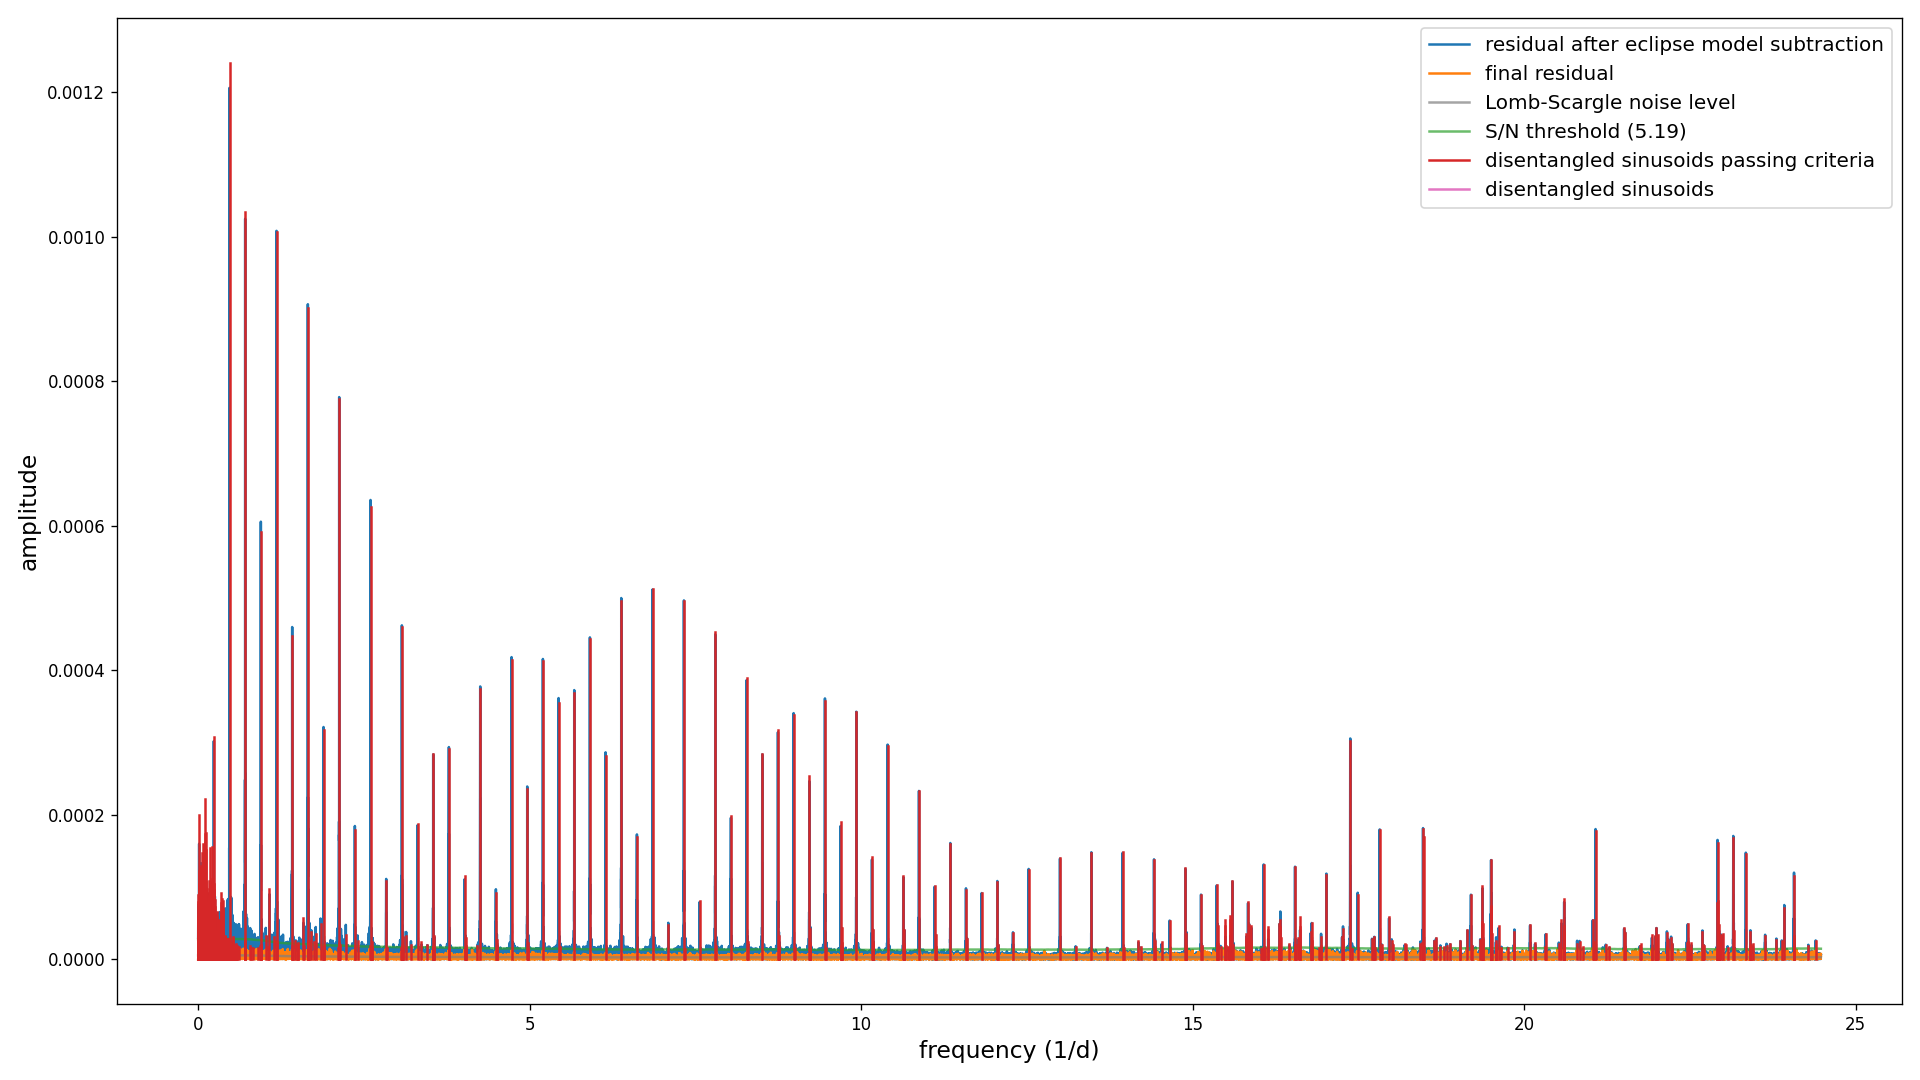 residual after eclipse model subtraction
final residual
Lomb-Scargle noise level
S/N threshold (5.19)
disentangled sinusoids passing criteria
disentangled sinusoids
amplitude
0.0012
0.0010
0.0008
0.0006
0.0004
0.0002
0.0000
0 5 10 15 20 25
frequency (1/d)